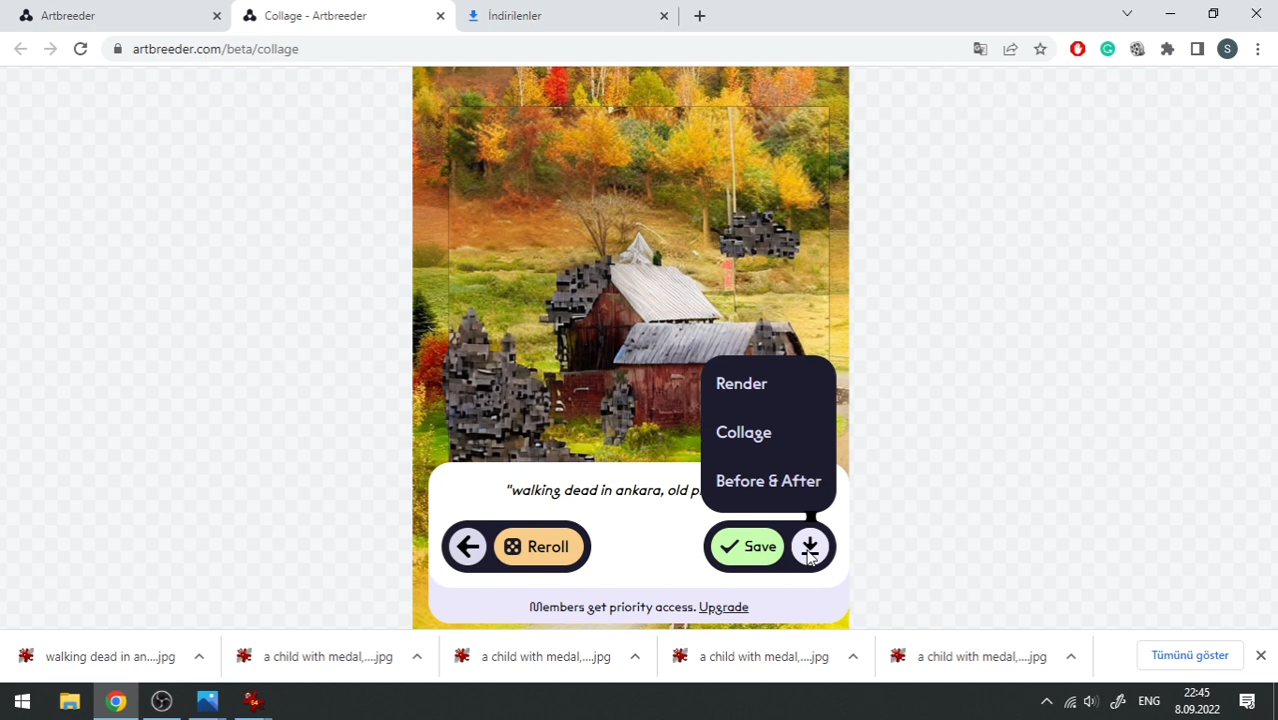 Artbreeder
Collage - Artbreeder
İndirilenler
artbreeder.com/beta/collage
S
Render
Collage
Before & After
"walking dead in ankara, old p
Reroll
Save
Members get priority access. Upgrade
walking dead in an....jpg
a child with medal,....jpg
a child with medal,....jpg
a child with medal,....jpg
a child with medal,....jpg
Tümünü göster
64
ENG
22:45
8.09.2022